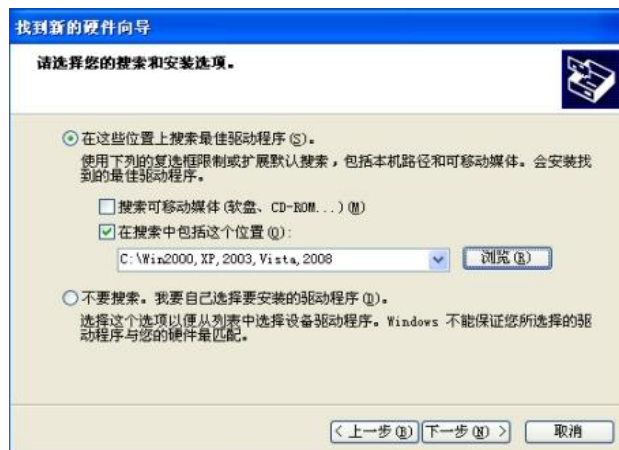 找到新的硬件向导
请选择您的搜索和安装选项。
在这些位置上搜索最佳驱动程序(S)。
使用下列的复选框限制或扩展默认搜索，包括本机路径和可移动媒体。会安装找
到的最佳驱动程序。
搜索可移动媒体(软盘、CD-ROM...)(M)
在搜索中包括这个位置(O):
C:\Win2000,XP,2003,Vista,2008
浏览(R)
不要搜索。我要自己选择要安装的驱动程序(D)。
选择这个选项以便从列表中选择设备驱动程序。Windows 不能保证您所选择的驱
动程序与您的硬件最匹配。
< 上一步(B) 下一步(N) > 取消